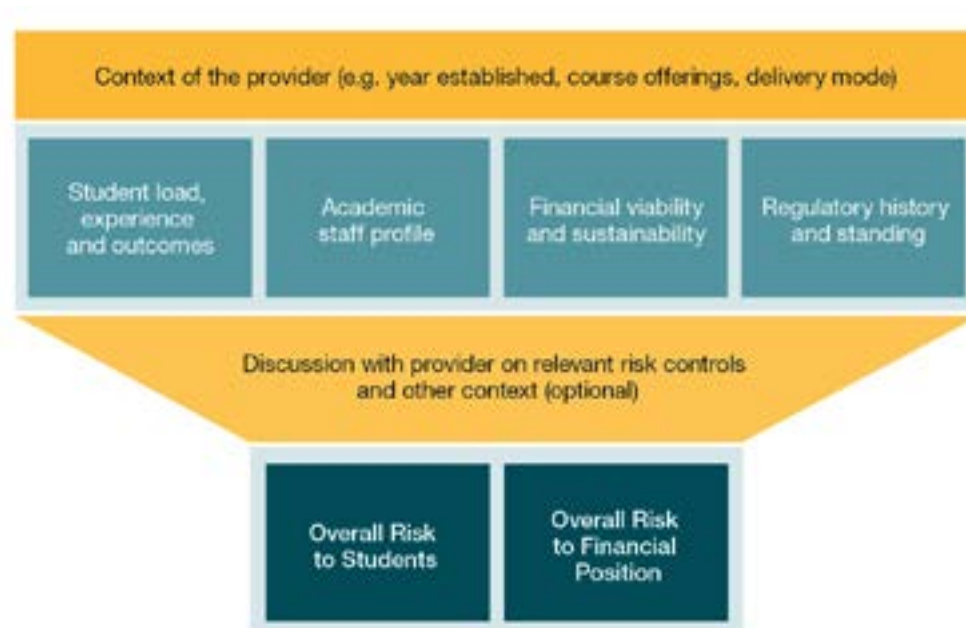 Context of the provider (e.g. year established, course offerings, delivery mode)
Student load,
experience
and outcomes
Academic
staff profile
Financial viability
and sustainability
Regulatory history
and standing
Discussion with provider on relevant risk controls
and other context (optional)
Overall Risk
to Students
Overall Risk
to Financial
Position